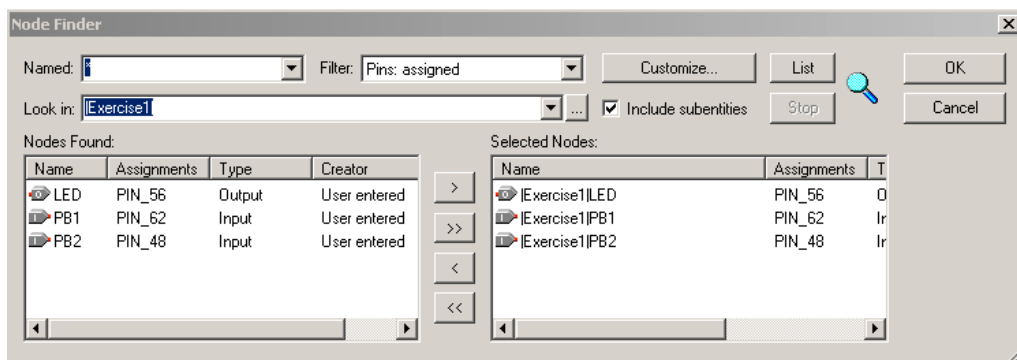 Node Finder
Named: * Filter: Pins: assigned Customize... List OK
Look in: |Exercise1| ... Include subentities Stop Cancel
Nodes Found: Selected Nodes:
Name Assignments Type Creator Name Assignments T
LED PIN_56 Output User entered > |Exercise1|LED PIN_56 O
PB1 PIN_62 Input User entered >> |Exercise1|PB1 PIN_62 Ir
PB2 PIN_48 Input User entered < |Exercise1|PB2 PIN_48 Ir
<<